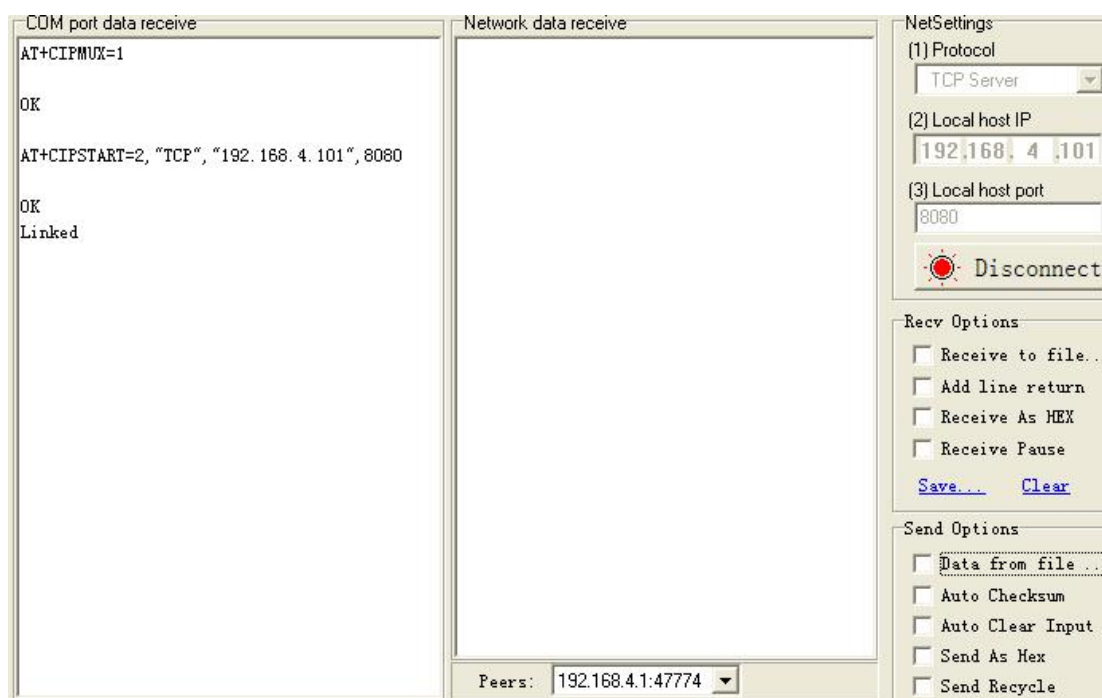 COM port data receive
AT+CIPMUX=1
OK
AT+CIPSTART=2, "TCP", "192.168.4.101", 8080
OK
Linked
Network data receive
Peers: 192.168.4.1:47774
NetSettings
(1) Protocol
TCP Server
(2) Local host IP
192.168. 4 .101
(3) Local host port
8080
Disconnect
Recv Options
Receive to file..
Add line return
Receive As HEX
Receive Pause
Save... Clear
Send Options
Data from file ..
Auto Checksum
Auto Clear Input
Send As Hex
Send Recycle